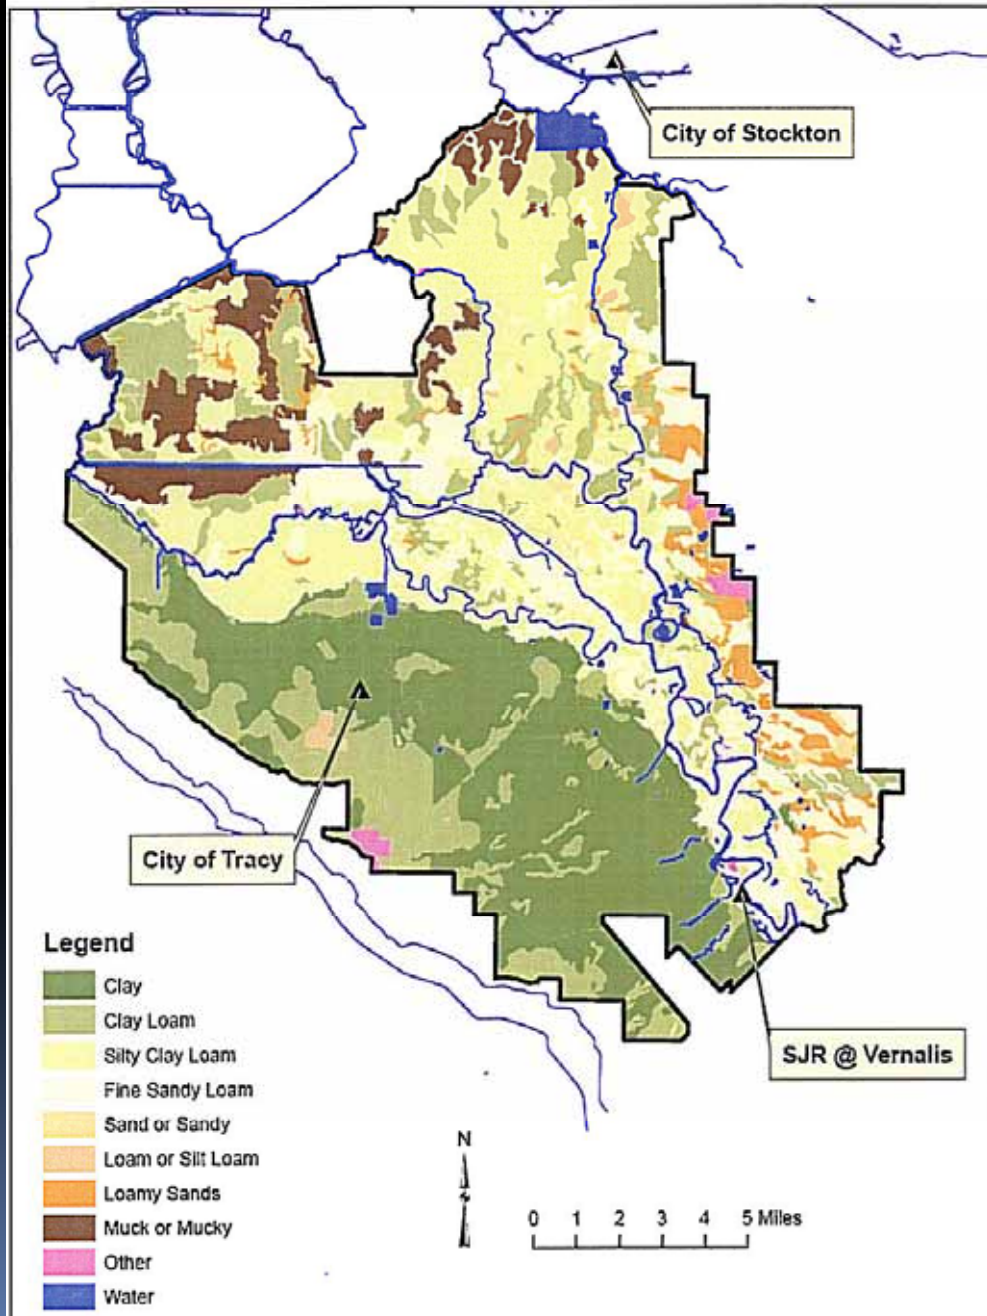 City of Stockton
City of Tracy
SJR @ Vernalis
Legend
Clay
Clay Loam
Silty Clay Loam
Fine Sandy Loam
Sand or Sandy
Loam or Silt Loam
Loamy Sands
Muck or Mucky
Other
Water
N
0 1 2 3 4 5 Miles